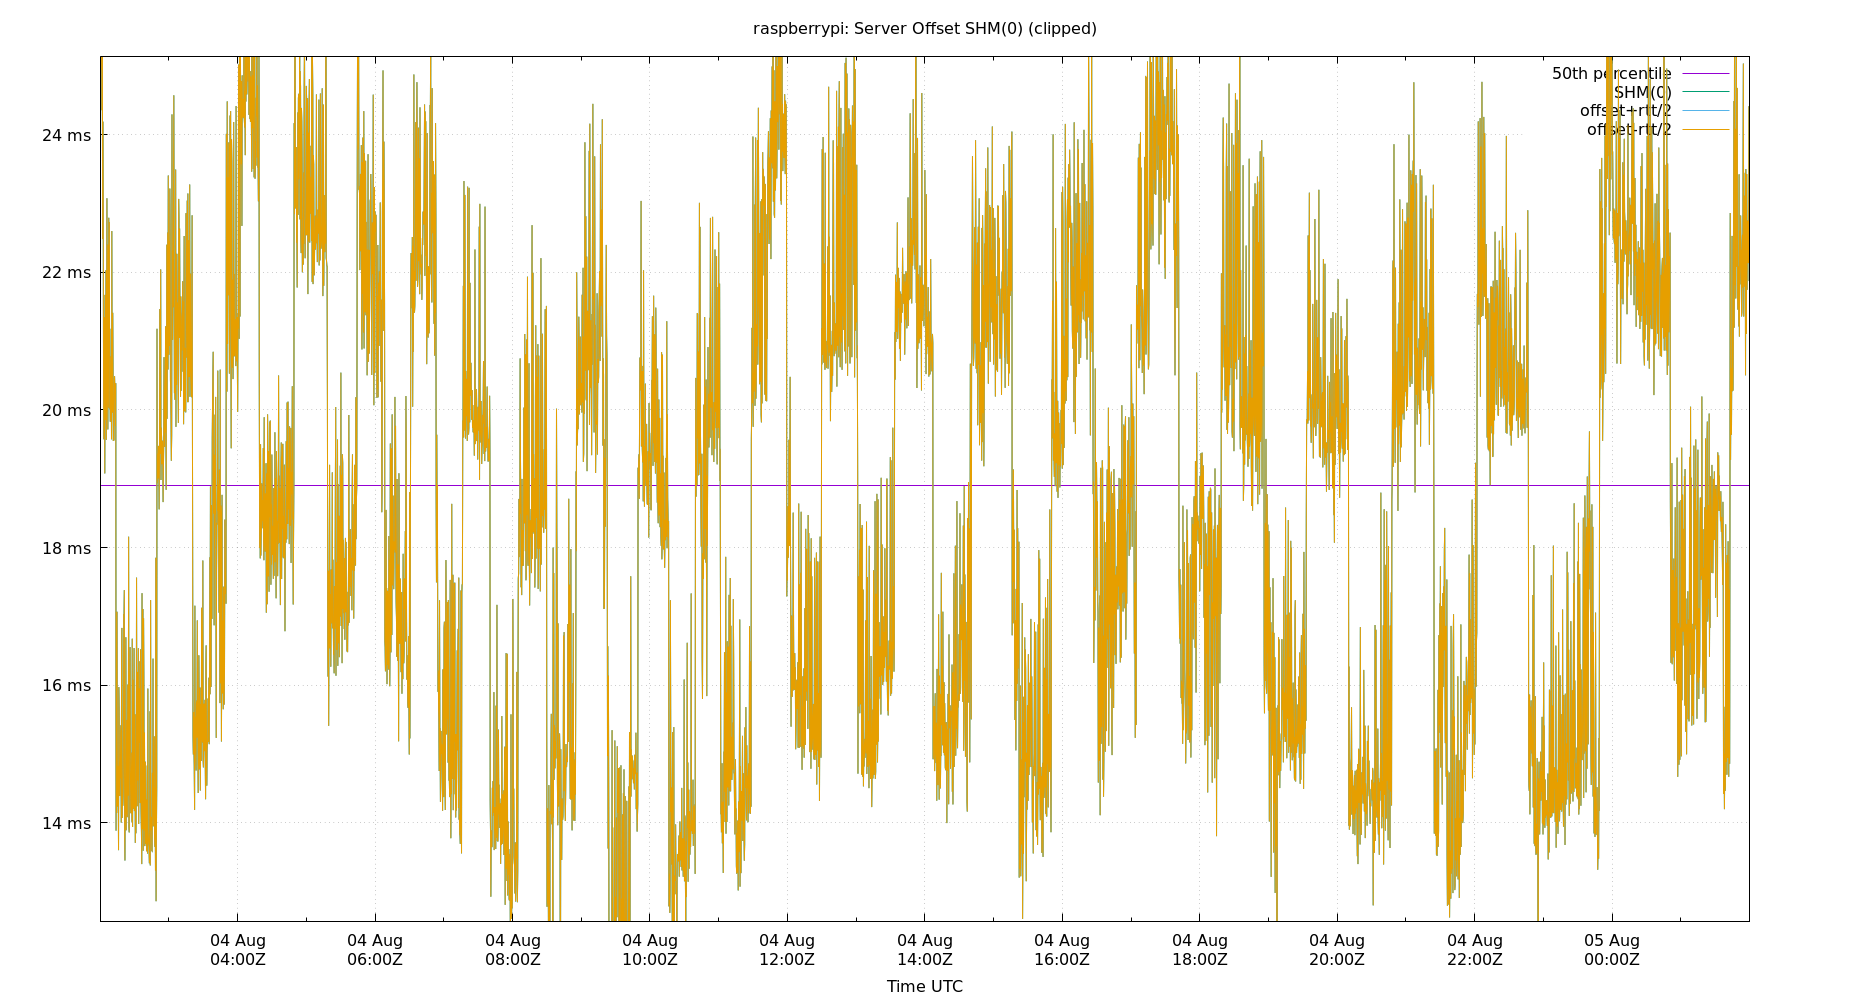 raspberrypi: Server Offset SHM(0) (clipped)
50th percentile
SHM(0)
offset+rtt/2
offset-rtt/2
24 ms
22 ms
20 ms
18 ms
16 ms
14 ms
04 Aug 04 Aug 04 Aug 04 Aug 04 Aug 04 Aug 04 Aug 04 Aug 04 Aug 04 Aug 05 Aug
04:00Z 06:00Z 08:00Z 10:00Z 12:00Z 14:00Z 16:00Z 18:00Z 20:00Z 22:00Z 00:00Z
Time UTC